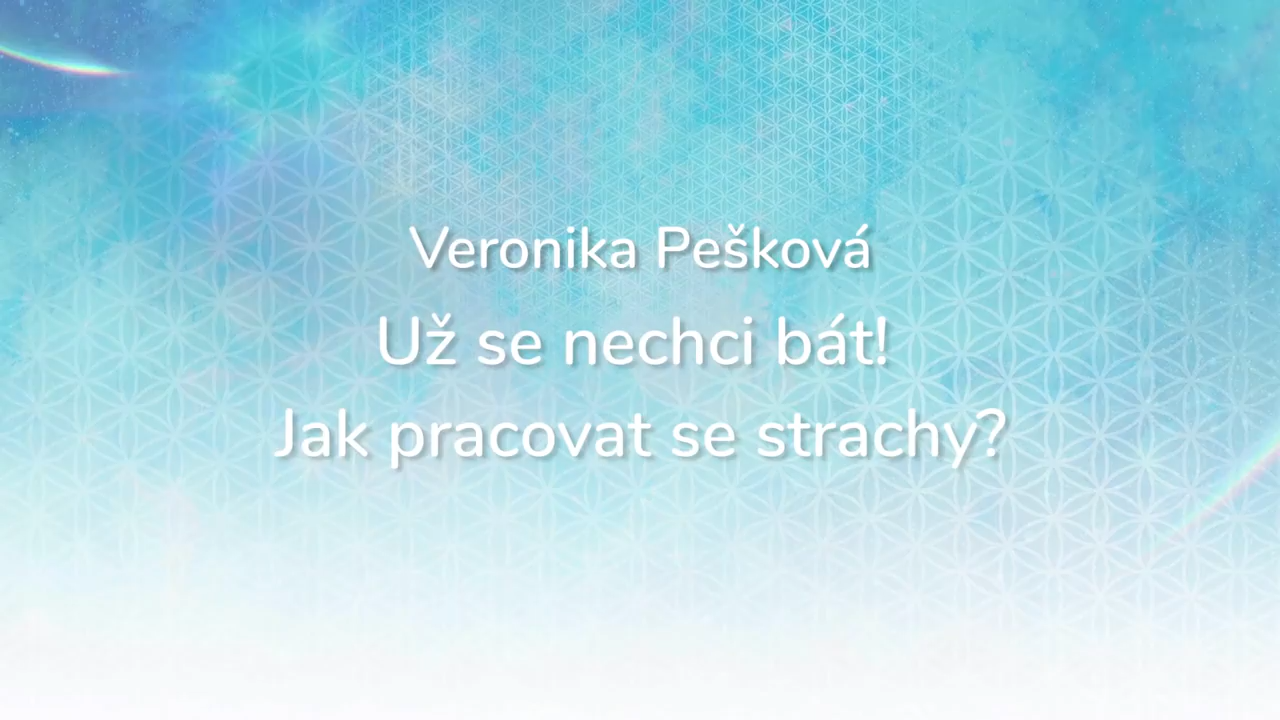 Veronika Pešková
Už se nechci bát!
Jak pracovat se strachy?